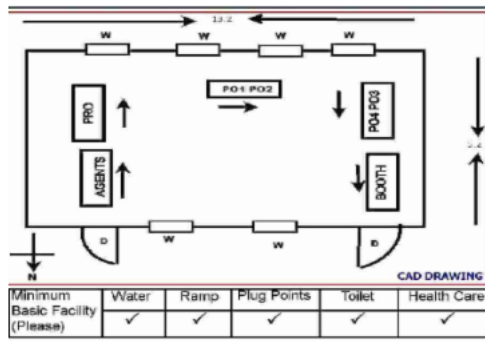 13.2
W W W W
PO1 PO2
PRO
AGENTS
PO4 PO3
BOOTH
D W W D
N
CAD DRAWING
Minimum Basic Facility (Please) Water Ramp Plug Points Toilet Health Care
✓ ✓ ✓ ✓ ✓